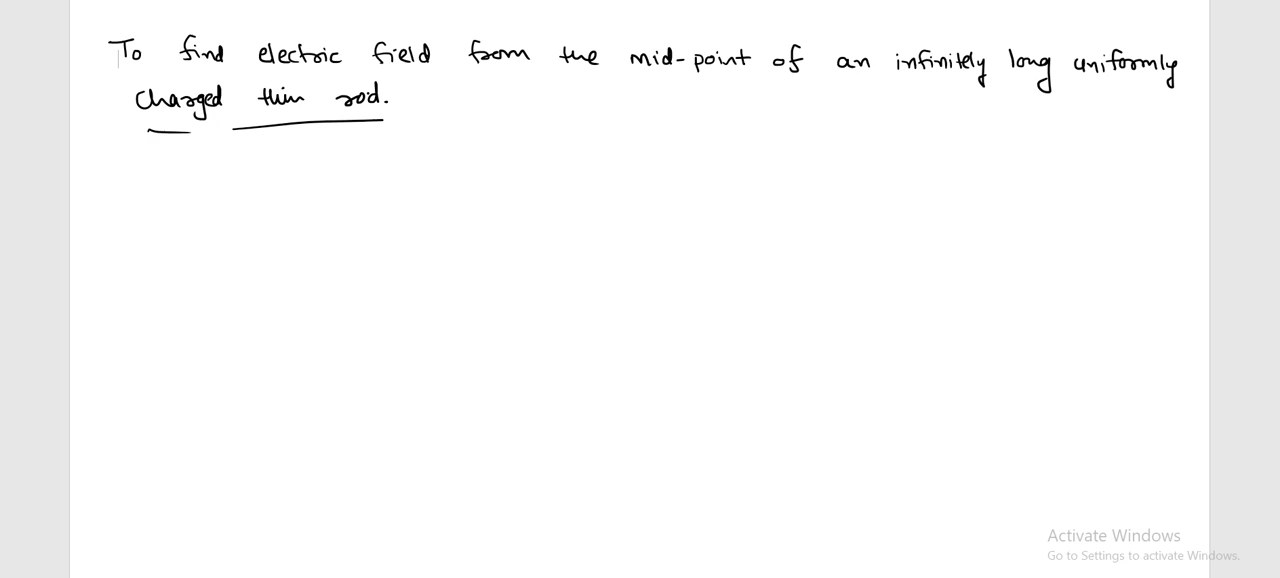 To find electric field from the mid-point of an infinitely long uniformly
charged thin rod.
Activate Windows
Go to Settings to activate Windows.